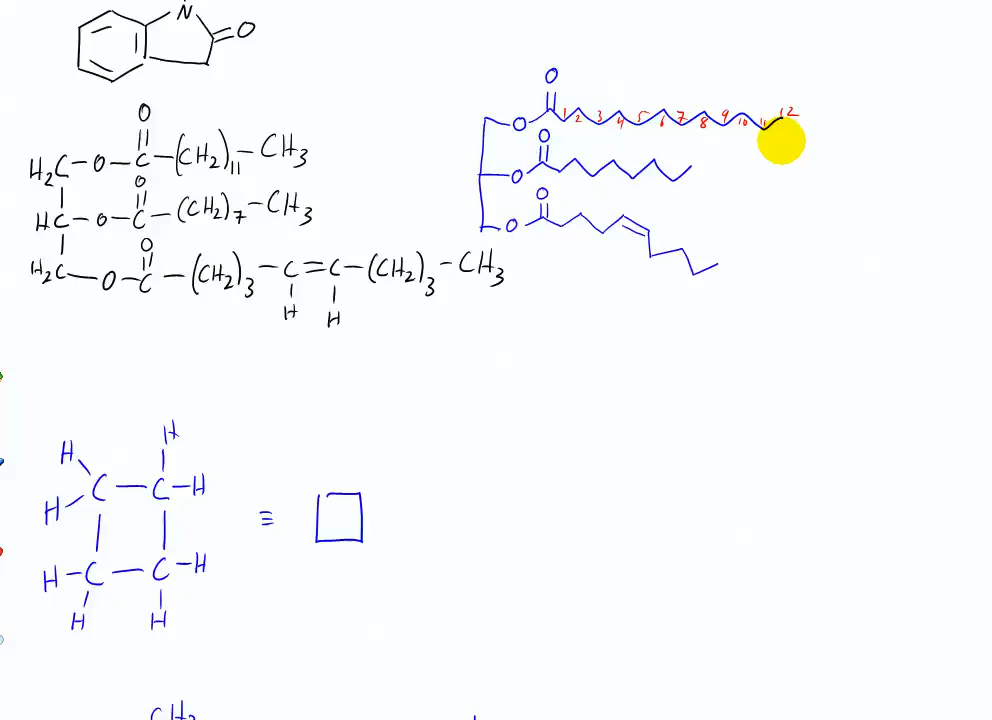 N
O
O
O
1 2 3 4 5 6 7 8 9 10 11 12
H₂C-O-C-(CH₂)₁₁-CH₃
O
O
O
O
HC-O-C-(CH₂)₇-CH₃
O
O
O
O
H₂C-O-C-(CH₂)₃-C=C-(CH₂)₃-CH₃
H H
H
H C-C-H
H
≡
H-C-C-H
H H